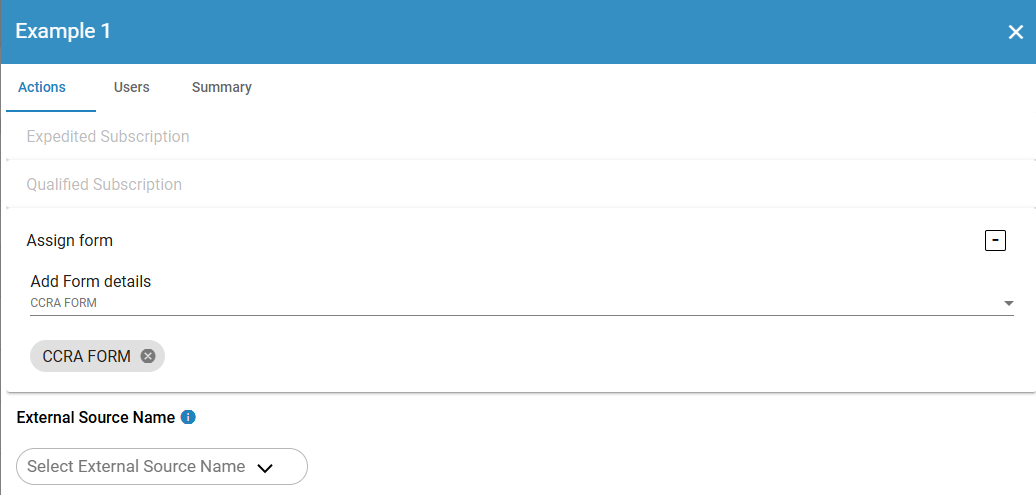 Example 1
Actions Users Summary
Expedited Subscription
Qualified Subscription
Assign form
Add Form details
CCRA FORM
CCRA FORM
External Source Name
Select External Source Name